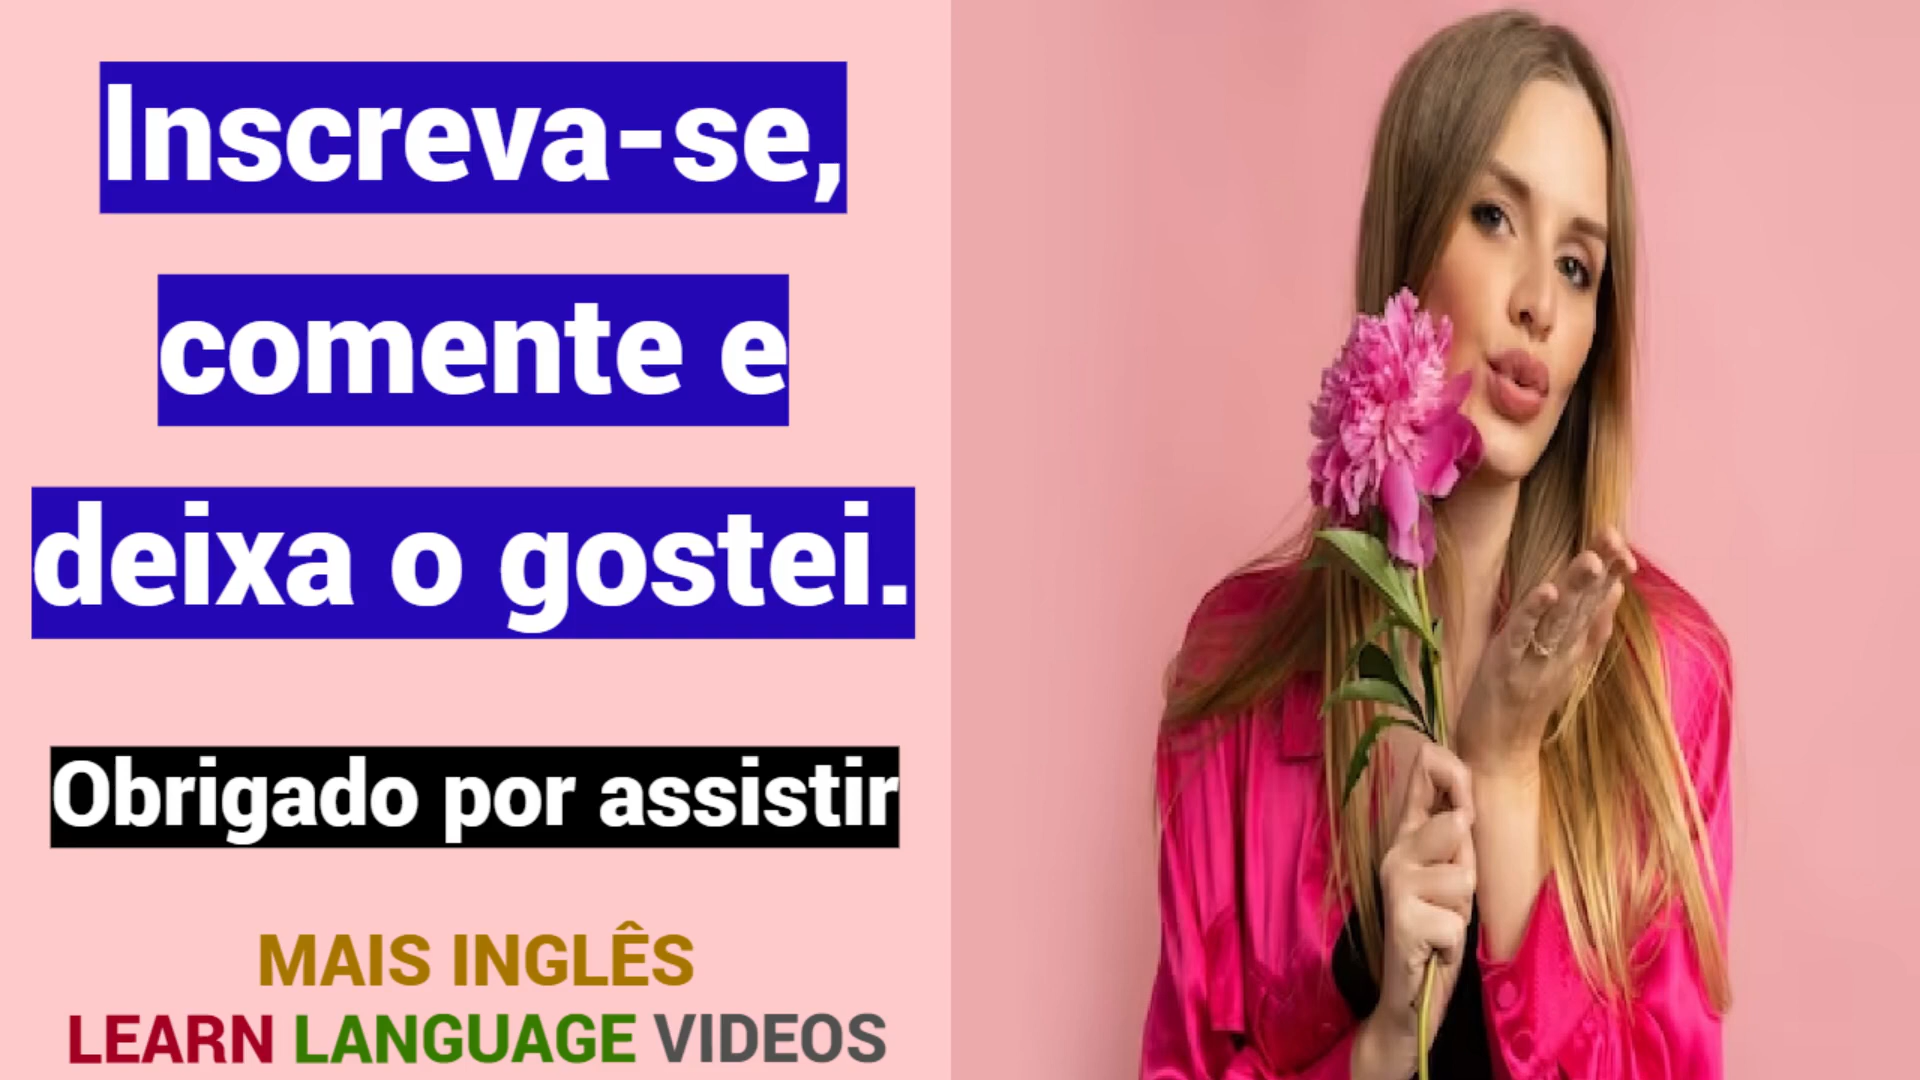 Inscreva-se,
comente e
deixa o gostei.
Obrigado por assistir
MAIS INGLÊS
LEARN LANGUAGE VIDEOS